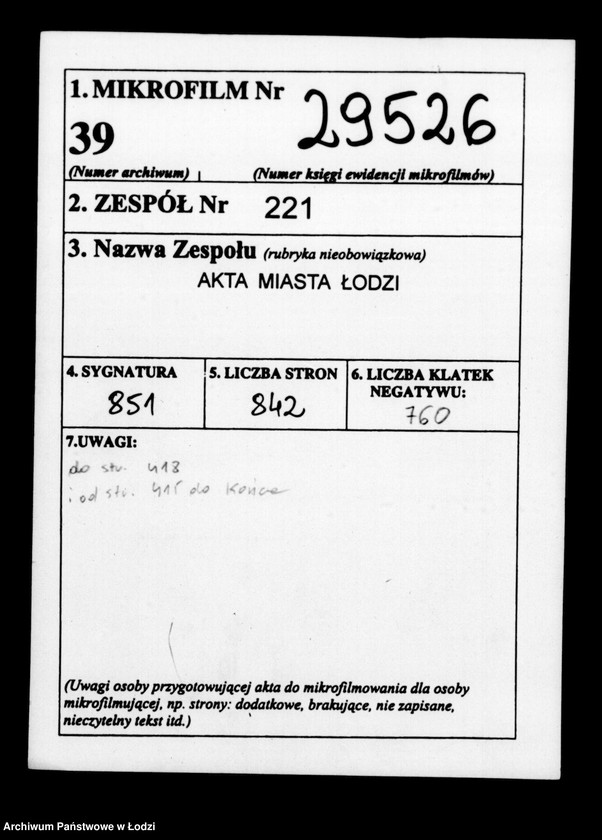 1. MIKROFILM Nr 29526
39
(Numer archiwum) (Numer księgi ewidencji mikrofilmów)
2. ZESPÓŁ Nr 221
3. Nazwa Zespołu (rubryka nieobowiązkowa)
AKTA MIASTA ŁODZI
4. SYGNATURA 5. LICZBA STRON 6. LICZBA KLATEK
NEGATYWU:
851 842 760
7.UWAGI:
do str. 413
i od str. 415 do końca
(Uwagi osoby przygotowującej akta do mikrofilmowania dla osoby
mikrofilmującej, np. strony: dodatkowe, brakujące, nie zapisane,
nieczytelny tekst itd.)
Archiwum Państwowe w Łodzi